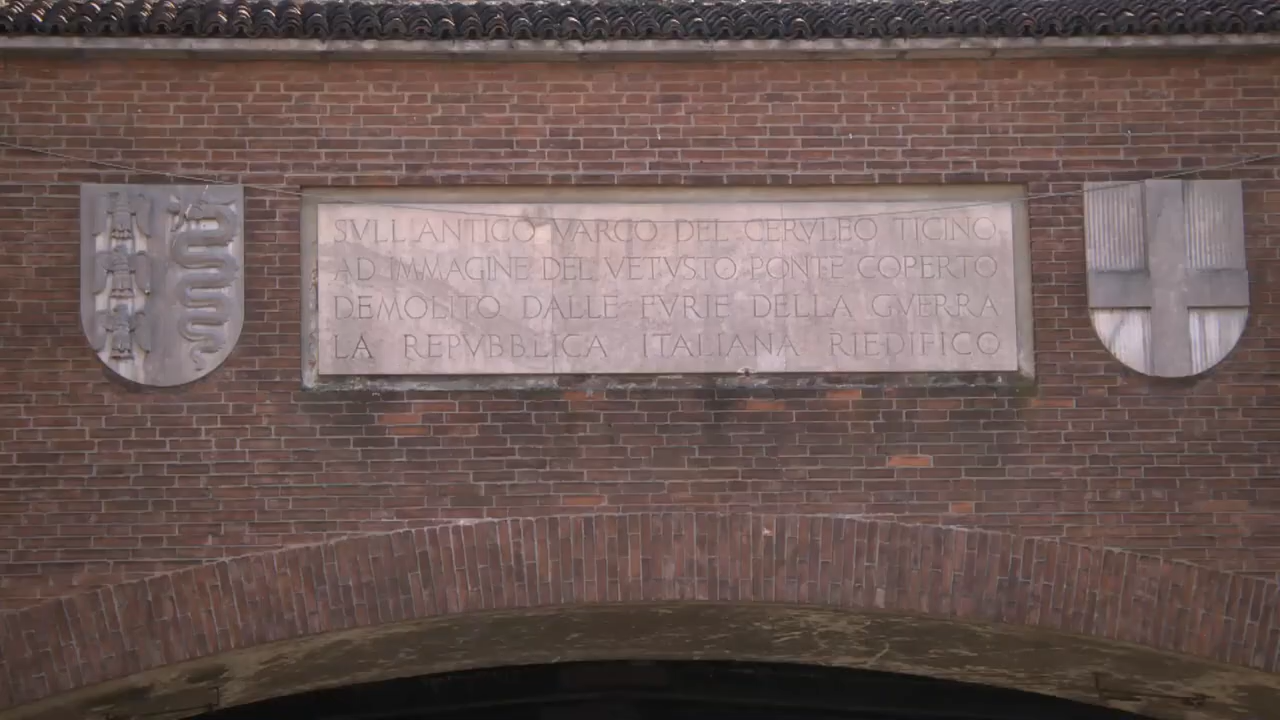 SVLL'ANTICO VARCO DEL CERVLEO TICINO
AD IMMAGINE DEL VETVSTO PONTE COPERTO
DEMOLITO DALLE FVRIE DELLA GVERRA
LA REPVBBLICA ITALIANA RIEDIFICO